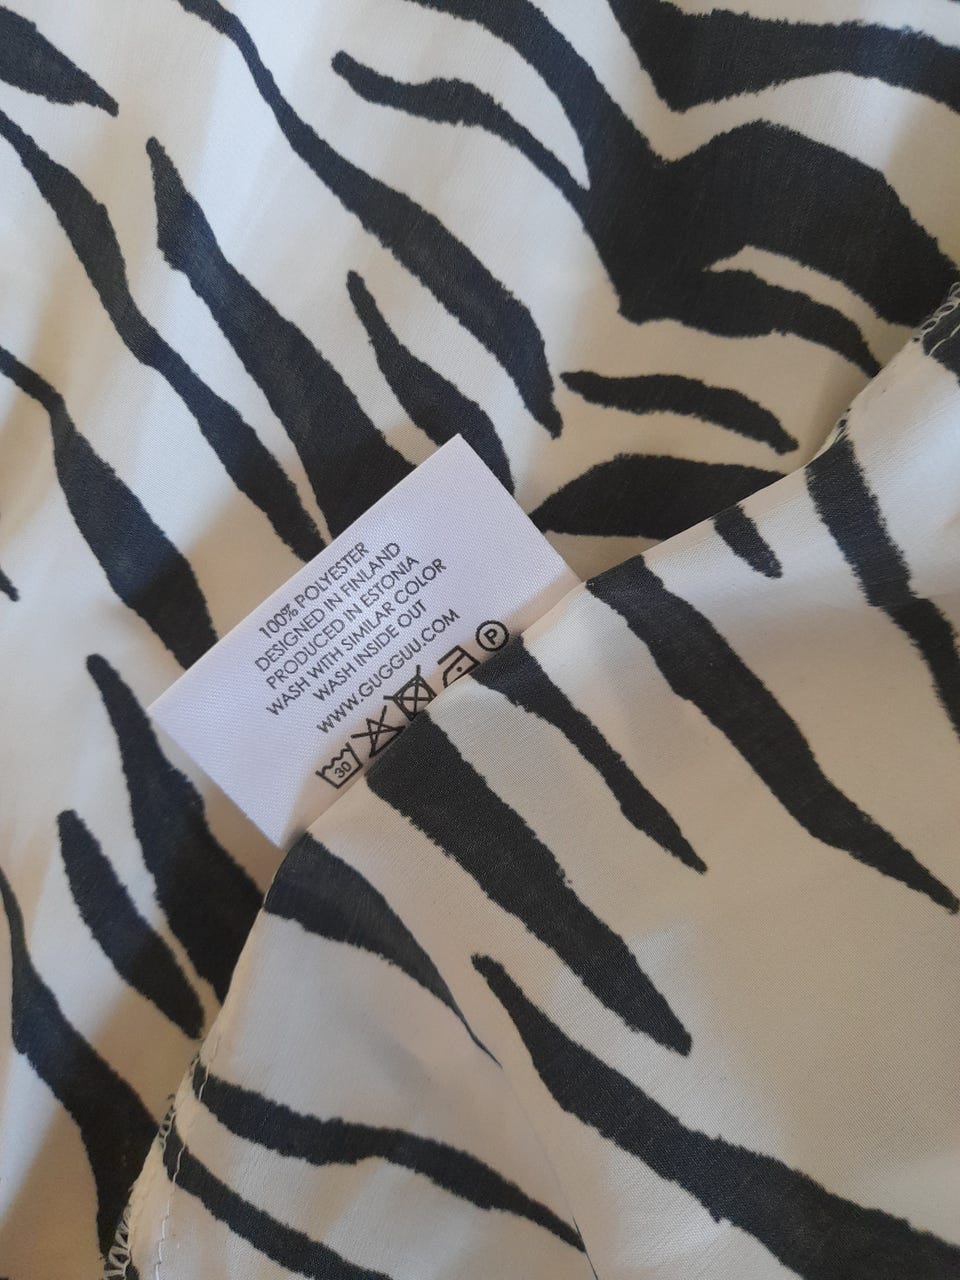 100% POLYESTER
DESIGNED IN FINLAND
PRODUCED IN ESTONIA
WASH WITH SIMILAR COLOR
WASH INSIDE OUT
WWW.GUGGUU.COM
30
P